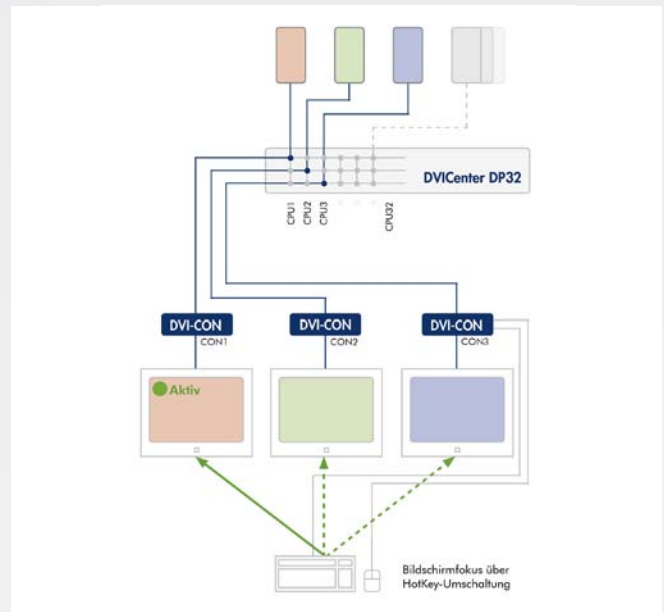 DVICenter DP32
CPU1
CPU2
CPU3
CPU32
DVI-CON
CON1
DVI-CON
CON2
DVI-CON
CON3
Aktiv
Bildschirmfokus über
HotKey-Umschaltung